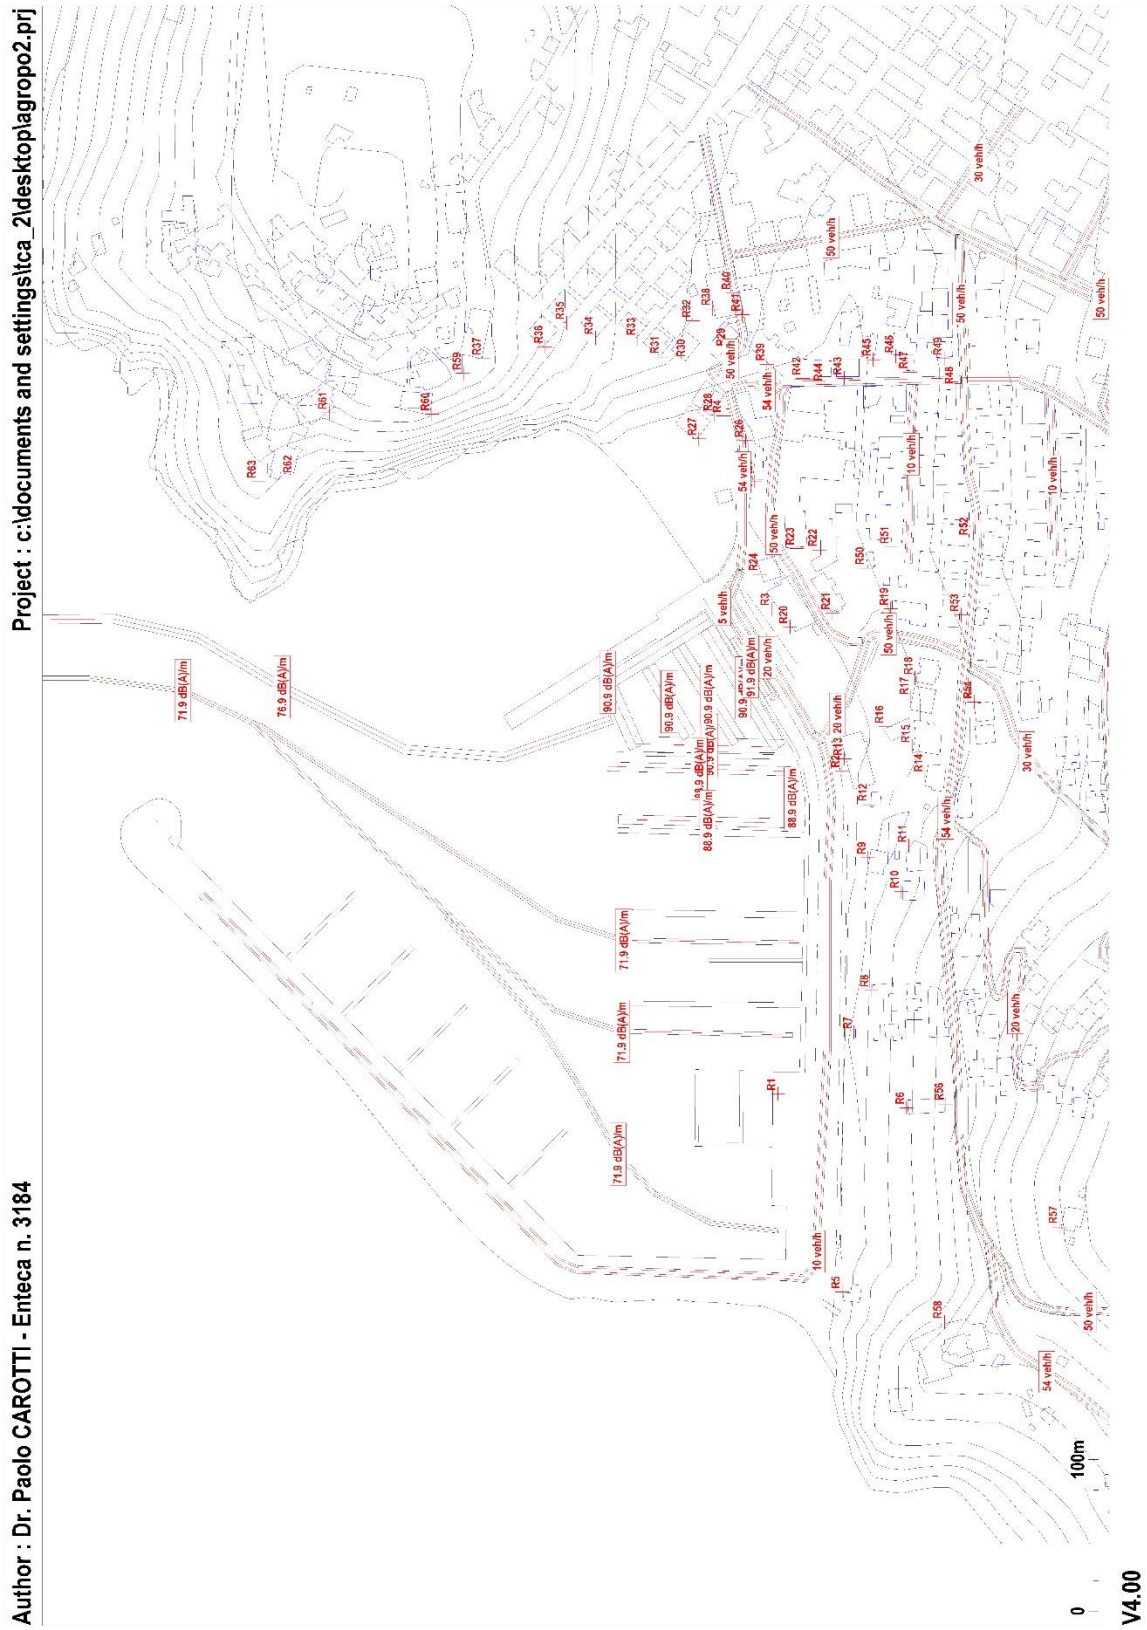 Author : Dr. Paolo CAROTTI - Enteca n. 3184
Project : c:\documents and settings\tca_2\desktop\agropo2.prj
71.9 dB(A)/m
76.9 dB(A)/m
R63
R62
R61
R60
R59
R37
R36
R35
R34
R33
R31
R30
R32
R38
R40
R41
R29
50 veh/h
R39
R27
R28
R4
R26
54 veh/h
54 veh/h
R42
R44
R43
R45
R46
R47
R49
R48
50 veh/h
50 veh/h
30 veh/h
50 veh/h
10 veh/h
10 veh/h
50 veh/h
R23
R22
R24
R3
R20
R21
R50
R51
R52
R19
50 veh/h
R53
5 veh/h
20 veh/h
90.9 dB(A)/m
90.9 dB(A)/m
90.9 dB(A)/m
91.9 dB(A)/m
88.9 dB(A)/m
88.9 dB(A)/m
20 veh/h
R2
R13
R12
R16
R17
R18
R15
R14
R54
30 veh/h
54 veh/h
R9
R11
R10
R8
R7
71.9 dB(A)/m
71.9 dB(A)/m
71.9 dB(A)/m
R1
R6
R56
20 veh/h
10 veh/h
R5
R58
R57
50 veh/h
54 veh/h
0
100m
V4.00